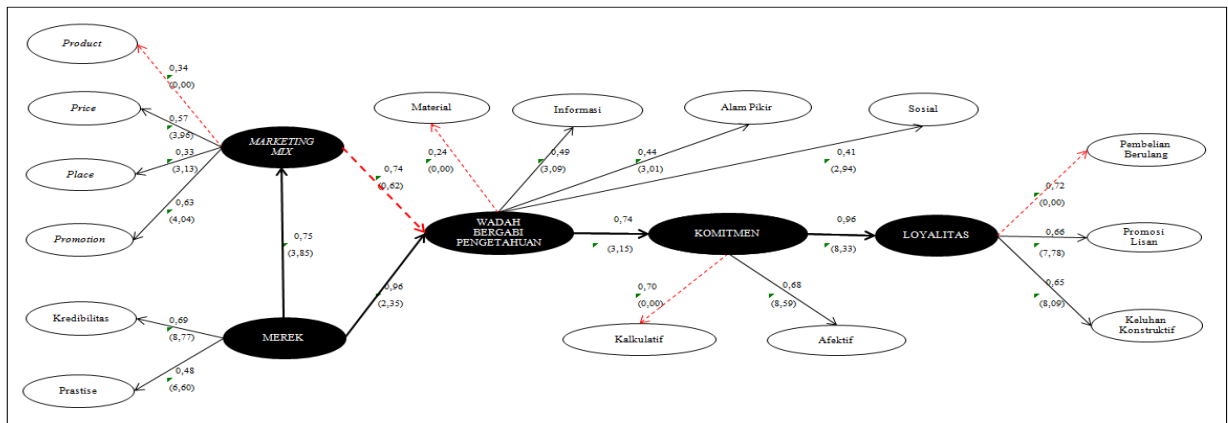 Product
0,34
(0,00)
Price
0,57
(3,96)
Place
0,33
(3,13)
Promotion
0,63
(4,04)
MARKETING
MIX
Material
0,24
(0,00)
Informasi
0,49
(3,09)
Alam Pikir
0,44
(3,01)
Sosial
0,41
(2,94)
0,74
(0,62)
0,75
(3,85)
WADAH
BERGABI
PENGETAHUAN
0,74
(3,15)
KOMITMEN
0,96
(8,33)
LOYALITAS
0,72
(0,00)
Pembelian
Berulang
0,66
(7,78)
Promosi
Lisan
0,65
(8,09)
Keluhan
Konstruktif
0,96
(2,35)
Kredibilitas
0,69
(8,77)
MEREK
0,48
(6,60)
Prastise
0,70
(0,00)
Kalkulatif
0,68
(8,59)
Afektif